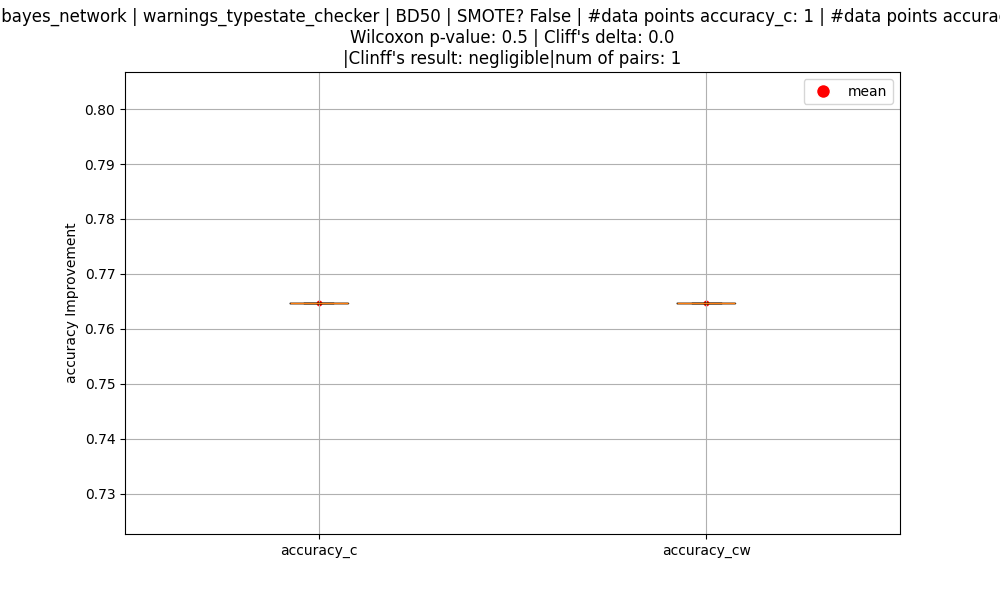 bayes_network | warnings_typestate_checker | BD50 | SMOTE? False | #data points accuracy_c: 1 | #data points
Wilcoxon p-value: 0.5 | Cliff's delta: 0.0
|Clinff's result: negligible|num of pairs: 1
mean
0.80
0.79
0.78
0.77
0.76
0.75
0.74
0.73
accuracy Improvement
accuracy_c
accuracy_cw